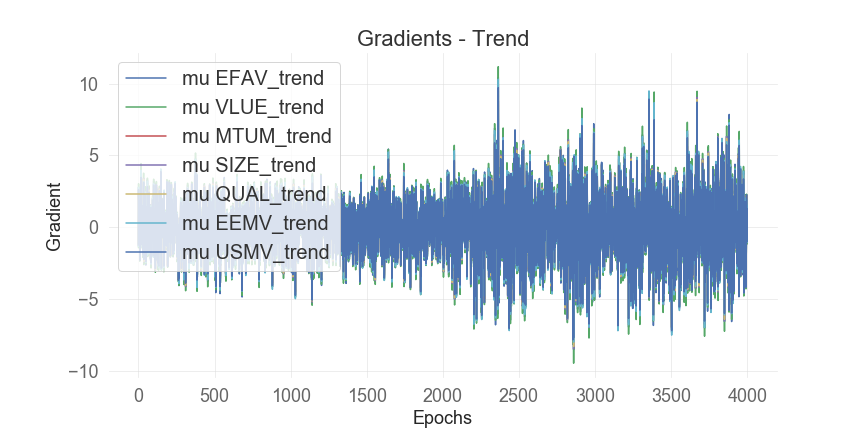 Gradients - Trend
mu EFAV_trend
mu VLUE_trend
mu MTUM_trend
mu SIZE_trend
mu QUAL_trend
mu EEMV_trend
mu USMV_trend
Gradient
10
5
0
−5
−10
0 500 1000 1500 2000 2500 3000 3500 4000
Epochs